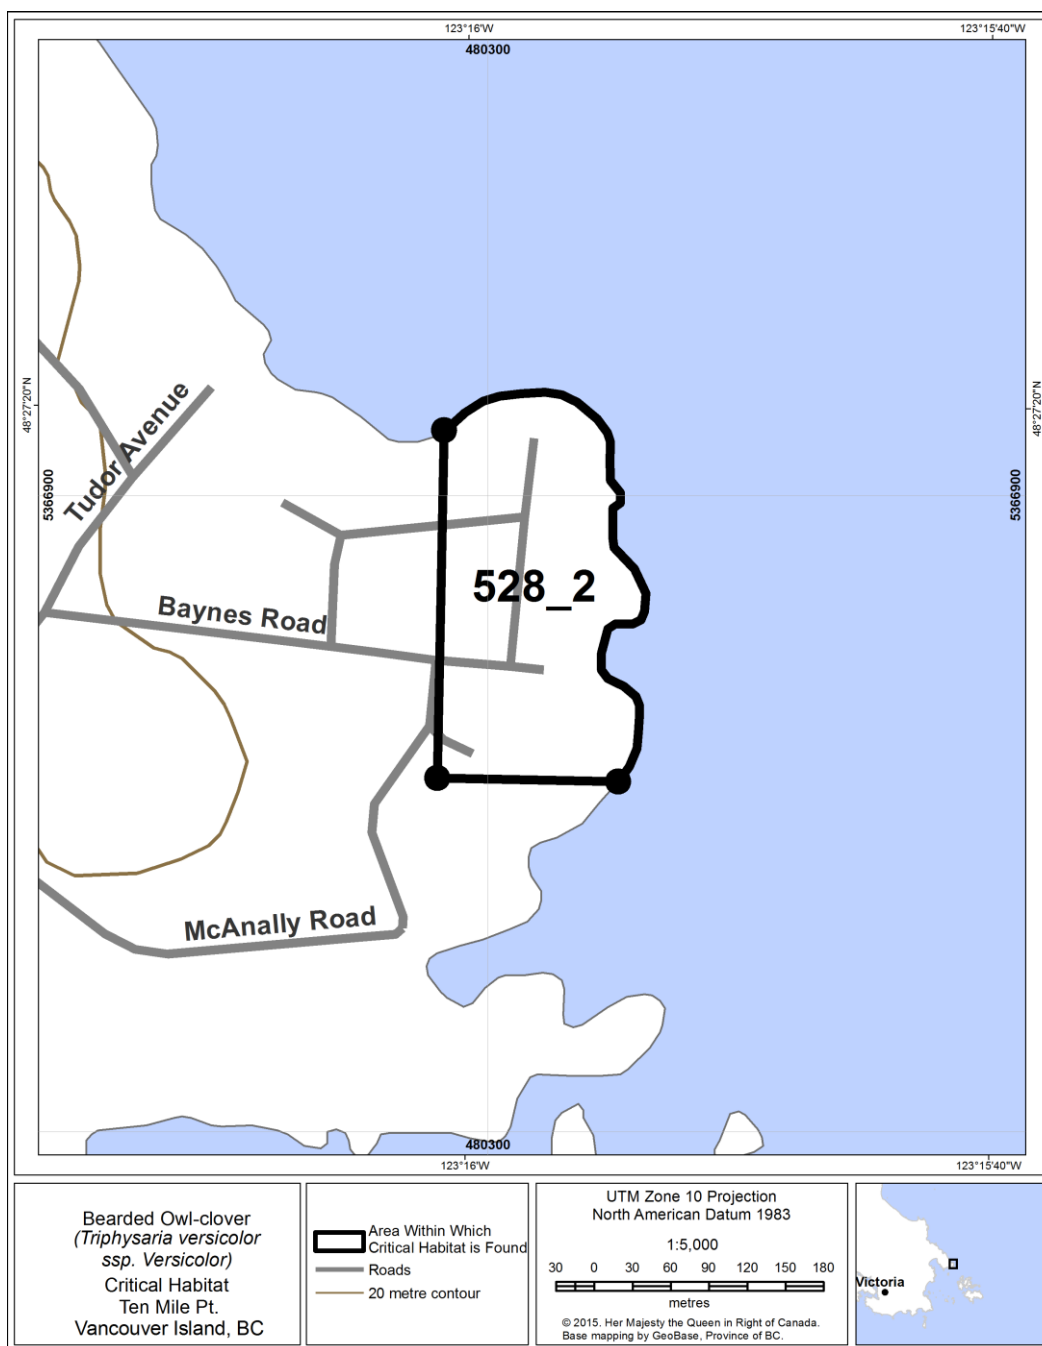 123°16'W
123°15'40"W
480300
48°27'20"N
48°27'20"N
Tudor Avenue
5366900
5366900
528_2
Baynes Road
McAnally Road
480300
123°16'W
123°15'40"W
Bearded Owl-clover
(Triphysaria versicolor
ssp. Versicolor)
Critical Habitat
Ten Mile Pt.
Vancouver Island, BC
Area Within Which
Critical Habitat is Found
Roads
20 metre contour
UTM Zone 10 Projection
North American Datum 1983
1:5,000
30 0 30 60 90 120 150 180
metres
© 2015. Her Majesty the Queen in Right of Canada.
Base mapping by GeoBase, Province of BC.
Victoria